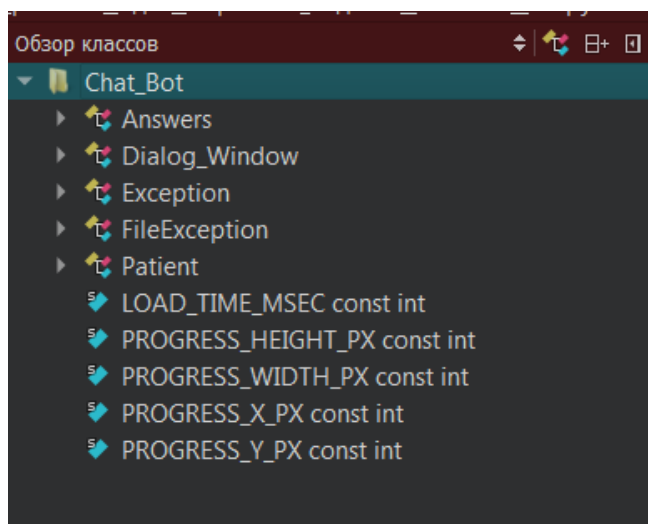 Обзор классов
Chat_Bot
Answers
Dialog_Window
Exception
FileException
Patient
LOAD_TIME_MSEC const int
PROGRESS_HEIGHT_PX const int
PROGRESS_WIDTH_PX const int
PROGRESS_X_PX const int
PROGRESS_Y_PX const int